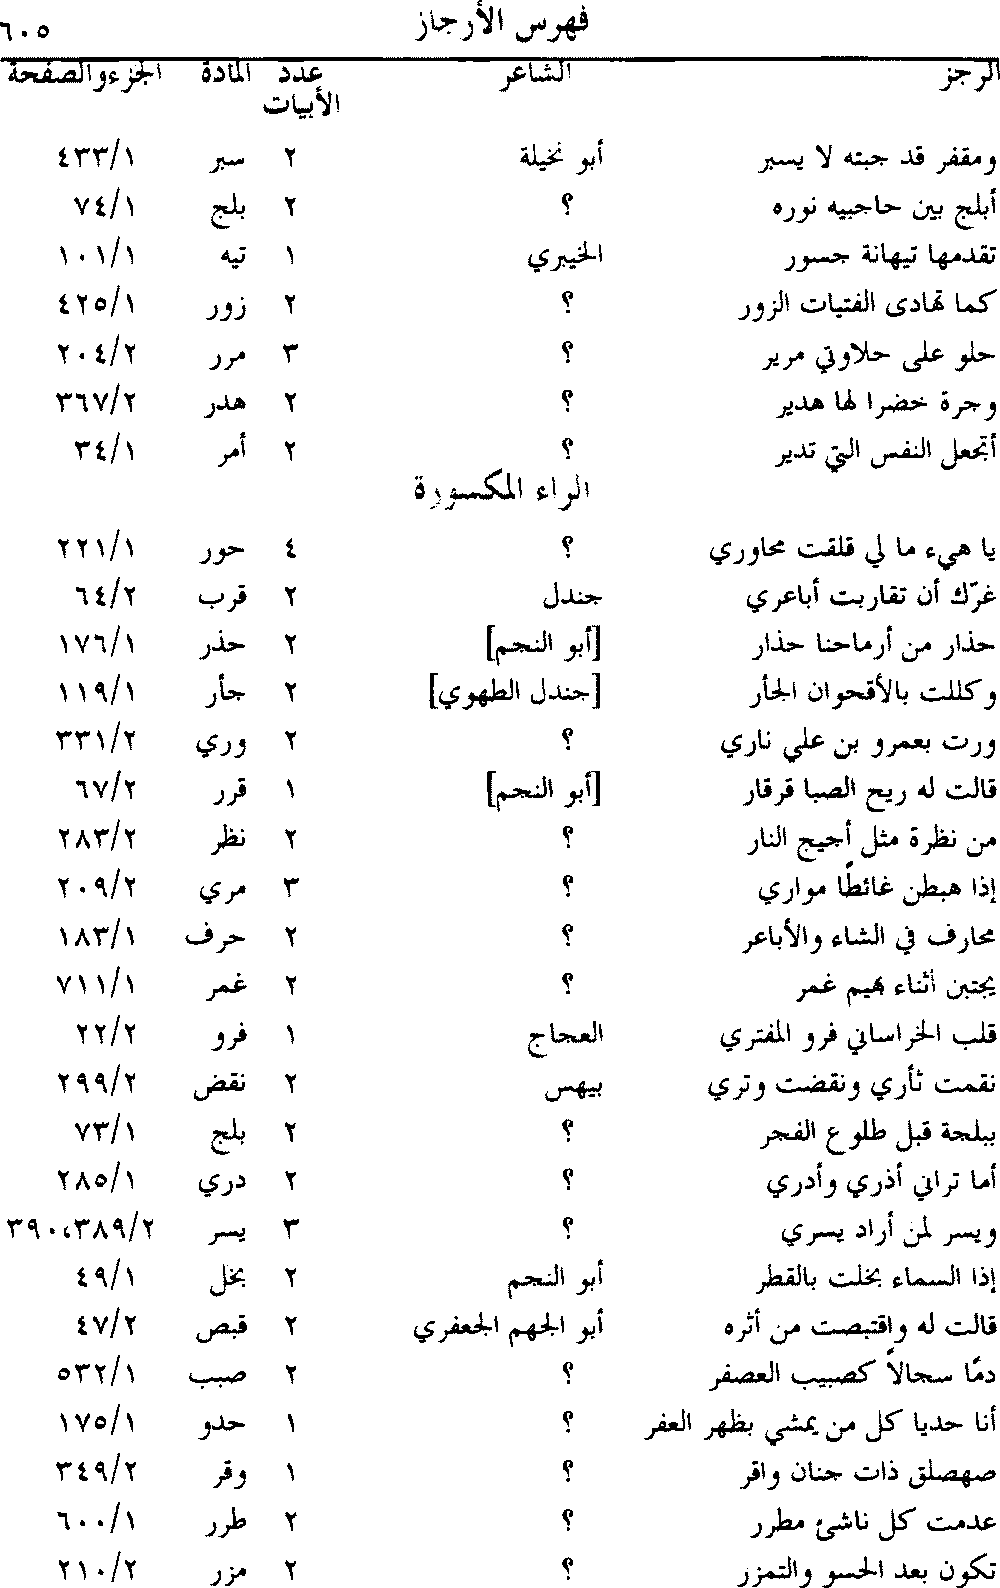 فهرس الأرجاز ٦٠٥
الرجز الشاعر عدد الأبيات المادة الجزء والصفحة
ومقفر قد جبته لا يسبر أبو نخيلة ٢ سبر ٤٣٣/١
أبلج بين حاجبيه نوره ؟ ٢ بلج ٧٤/١
تقدمها تيهانة جسور الخيبري ١ تيه ١٠١/١
كما تهادى الفتيات الزور ؟ ٢ زور ٤٢٥/١
حلو على حلاوتي مرير ؟ ٣ مرر ٢٠٤/٢
وجرة خضرا لها هدير ؟ ٢ هدر ٣٦٧/٢
أتجعل النفس التي تدير ؟ ٢ أمر ٣٤/١
الراء المكسورة
يا هيء ما لي قلقت محاوري ؟ ٤ حور ٢٢١/١
غرّك أن تقاربت أباعري جندل ٢ قرب ٦٤/٢
حذار من أرماحنا حذار [أبو النجم] ٢ حذر ١٧٦/١
وكللت بالأقحوان الجأر [جندل الطهوي] ٢ جأر ١١٩/١
ورت بعمرو بن علي ناري ؟ ٢ وري ٣٣١/٢
قالت له ريح الصبا قرقار [أبو النجم] ١ قرر ٦٧/٢
من نظرة مثل أجيج النار ؟ ٢ نظر ٢٨٣/٢
إذا هبطن غائطًا مواري ؟ ٣ مري ٢٠٩/٢
محارف في الشاء والأباعر ؟ ٢ حرف ١٨٣/١
يجتبن أثناء بهيم غمر ؟ ٢ غمر ٧١١/١
قلب الخراساني فرو المفتري العجاج ١ فرو ٢٢/٢
نقمت ثأري ونقضت وتري بيهس ٢ نقض ٢٩٩/٢
ببلجة قبل طلوع الفجر ؟ ٢ بلج ٧٣/١
أما تراني أذري وأدري ؟ ٢ دري ٢٨٥/١
ويسر لمن أراد يسري ؟ ٣ يسر ٣٩٠،٣٨٩/٢
إذا السماء بخلت بالقطر أبو النجم ٢ بخل ٤٩/١
قالت له واقتبصت من أثره أبو الجهم الجعفري ٢ قبص ٤٧/٢
دمًا سجالاً كصبيب العصفر ؟ ٢ صبب ٥٣٢/١
أنا حديا كل من يمشي بظهر العفر ؟ ١ حدو ١٧٥/١
صهصلق ذات جنان واقر ؟ ١ وقر ٣٤٩/٢
عدمت كل ناشئ مطرر ؟ ٢ طرر ٦٠٠/١
تكون بعد الحسو والتمزر ؟ ٢ مزر ٢١٠/٢